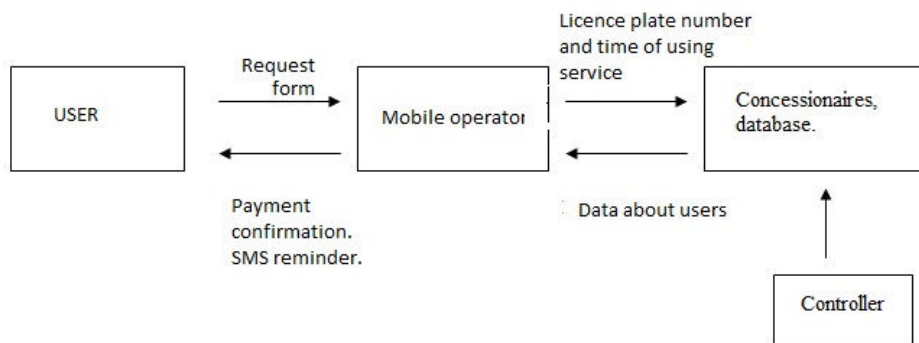 Licence plate number
and time of using
service
Request
form
USER
Mobile operator
Concessionaires,
database.
Payment
confirmation.
SMS reminder.
Data about users
Controller